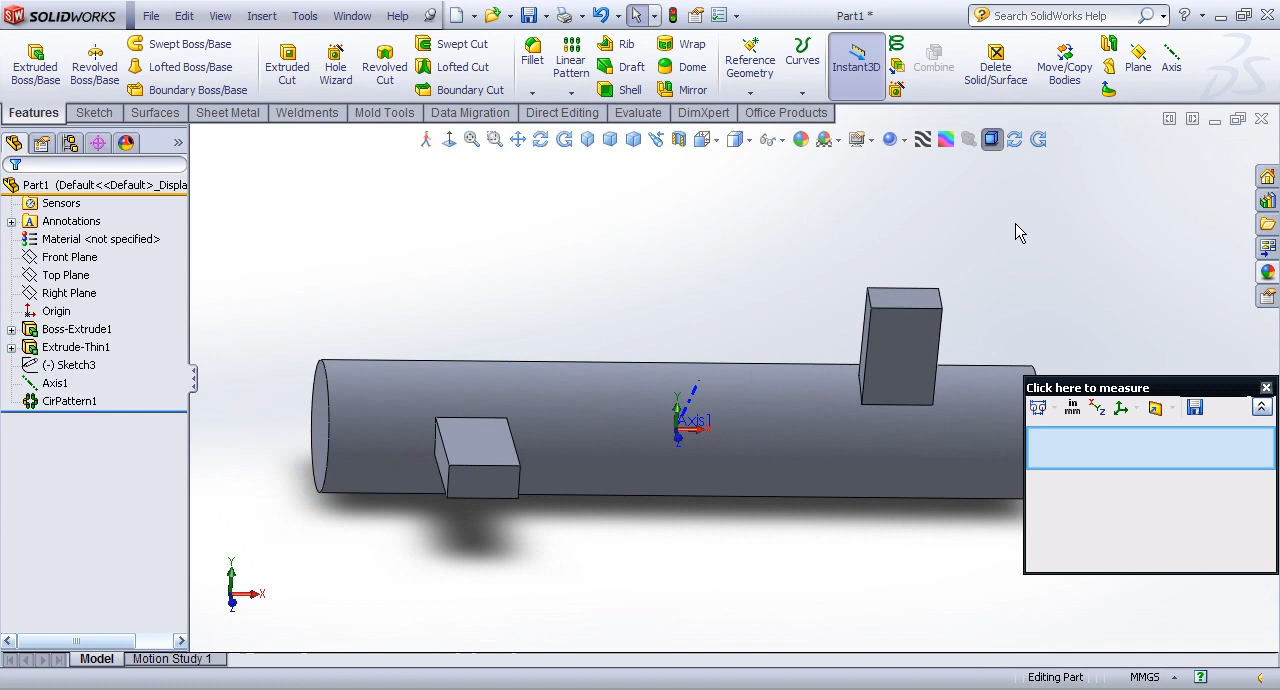 SOLIDWORKS File Edit View Insert Tools Window Help Part1 * Search SolidWorks Help
Extruded Boss/Base
Revolved Boss/Base
Swept Boss/Base
Lofted Boss/Base
Boundary Boss/Base
Extruded Cut
Hole Wizard
Revolved Cut
Swept Cut
Lofted Cut
Boundary Cut
Fillet
Linear Pattern
Rib
Draft
Shell
Wrap
Dome
Mirror
Reference Geometry
Curves
Instant3D
Combine
Delete Solid/Surface
Move/Copy Bodies
Plane
Axis
Features Sketch Surfaces Sheet Metal Weldments Mold Tools Data Migration Direct Editing Evaluate DimXpert Office Products
Part1 (Default<<Default>_Displa
Sensors
Annotations
Material <not specified>
Front Plane
Top Plane
Right Plane
Origin
Boss-Extrude1
Extrude-Thin1
(-) Sketch3
Axis1
CirPattern1
Y
Axis1
Z
Click here to measure
in
mm
XYZ
Y
X
Z
Model Motion Study 1
Editing Part MMGS